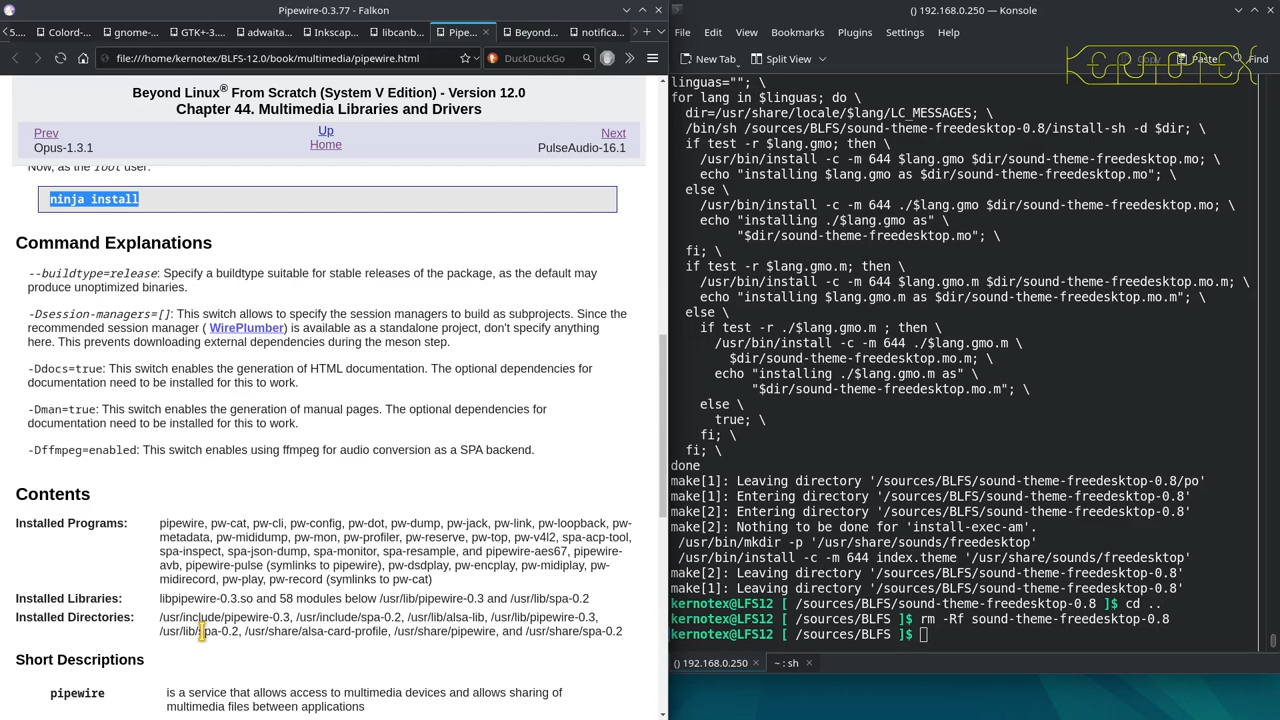 Pipewire-0.3.77 - Falkon
5....
Colord-
gnome-
GTK+-3.
adwaita
Inkscap
libcanb
Pipe...
Beyond
notifica
file:///home/kernotex/BLFS-12.0/book/multimedia/pipewire.html
DuckDuckGo
Beyond Linux® From Scratch (System V Edition) - Version 12.0
Chapter 44. Multimedia Libraries and Drivers
Prev Up Next
Opus-1.3.1 Home PulseAudio-16.1
Now, as the root user:
ninja install
Command Explanations
--buildtype=release: Specify a buildtype suitable for stable releases of the package, as the default may
produce unoptimized binaries.
-Dsession-managers=[]: This switch allows to specify the session managers to build as subprojects. Since the
recommended session manager ( WirePlumber) is available as a standalone project, don't specify anything
here. This prevents downloading external dependencies during the meson step.
-Ddocs=true: This switch enables the generation of HTML documentation. The optional dependencies for
documentation need to be installed for this to work.
-Dman=true: This switch enables the generation of manual pages. The optional dependencies for
documentation need to be installed for this to work.
-Dffmpeg=enabled: This switch enables using ffmpeg for audio conversion as a SPA backend.
Contents
Installed Programs: pipewire, pw-cat, pw-cli, pw-config, pw-dot, pw-dump, pw-jack, pw-link, pw-loopback, pw-
metadata, pw-mididump, pw-mon, pw-profiler, pw-reserve, pw-top, pw-v4l2, spa-acp-tool,
spa-inspect, spa-json-dump, spa-monitor, spa-resample, and pipewire-aes67, pipewire-
avb, pipewire-pulse (symlinks to pipewire), pw-dsdplay, pw-encplay, pw-midiplay, pw-
midirecord, pw-play, pw-record (symlinks to pw-cat)
Installed Libraries: libpipewire-0.3.so and 58 modules below /usr/lib/pipewire-0.3 and /usr/lib/spa-0.2
Installed Directories: /usr/include/pipewire-0.3, /usr/include/spa-0.2, /usr/lib/alsa-lib, /usr/lib/pipewire-0.3,
/usr/lib/spa-0.2, /usr/share/alsa-card-profile, /usr/share/pipewire, and /usr/share/spa-0.2
Short Descriptions
pipewire is a service that allows access to multimedia devices and allows sharing of
multimedia files between applications
() 192.168.0.250 — Konsole
File Edit View Bookmarks Plugins Settings Help
New Tab Split View Copy Paste Find
KERNOTEX
linguas=""; \
for lang in $linguas; do \
dir=/usr/share/locale/$lang/LC_MESSAGES; \
/bin/sh /sources/BLFS/sound-theme-freedesktop-0.8/install-sh -d $dir; \
if test -r $lang.gmo; then \
/usr/bin/install -c -m 644 $lang.gmo $dir/sound-theme-freedesktop.mo; \
echo "installing $lang.gmo as $dir/sound-theme-freedesktop.mo"; \
else \
/usr/bin/install -c -m 644 ./$lang.gmo $dir/sound-theme-freedesktop.mo; \
echo "installing ./$lang.gmo as" \
"$dir/sound-theme-freedesktop.mo"; \
fi; \
if test -r $lang.gmo.m; then \
/usr/bin/install -c -m 644 $lang.gmo.m $dir/sound-theme-freedesktop.mo.m; \
echo "installing $lang.gmo.m as $dir/sound-theme-freedesktop.mo.m"; \
else \
if test -r ./$lang.gmo.m ; then \
/usr/bin/install -c -m 644 ./$lang.gmo.m \
$dir/sound-theme-freedesktop.mo.m; \
echo "installing ./$lang.gmo.m as" \
"$dir/sound-theme-freedesktop.mo.m"; \
else \
true; \
fi; \
fi; \
done
make[1]: Leaving directory '/sources/BLFS/sound-theme-freedesktop-0.8/po'
make[1]: Entering directory '/sources/BLFS/sound-theme-freedesktop-0.8'
make[2]: Entering directory '/sources/BLFS/sound-theme-freedesktop-0.8'
make[2]: Nothing to be done for 'install-exec-am'.
/usr/bin/mkdir -p '/usr/share/sounds/freedesktop'
/usr/bin/install -c -m 644 index.theme '/usr/share/sounds/freedesktop'
make[2]: Leaving directory '/sources/BLFS/sound-theme-freedesktop-0.8'
make[1]: Leaving directory '/sources/BLFS/sound-theme-freedesktop-0.8'
kernotex@LFS12 [ /sources/BLFS/sound-theme-freedesktop-0.8 ]$ cd ..
kernotex@LFS12 [ /sources/BLFS ]$ rm -Rf sound-theme-freedesktop-0.8
kernotex@LFS12 [ /sources/BLFS ]$
() 192.168.0.250 ~ : sh